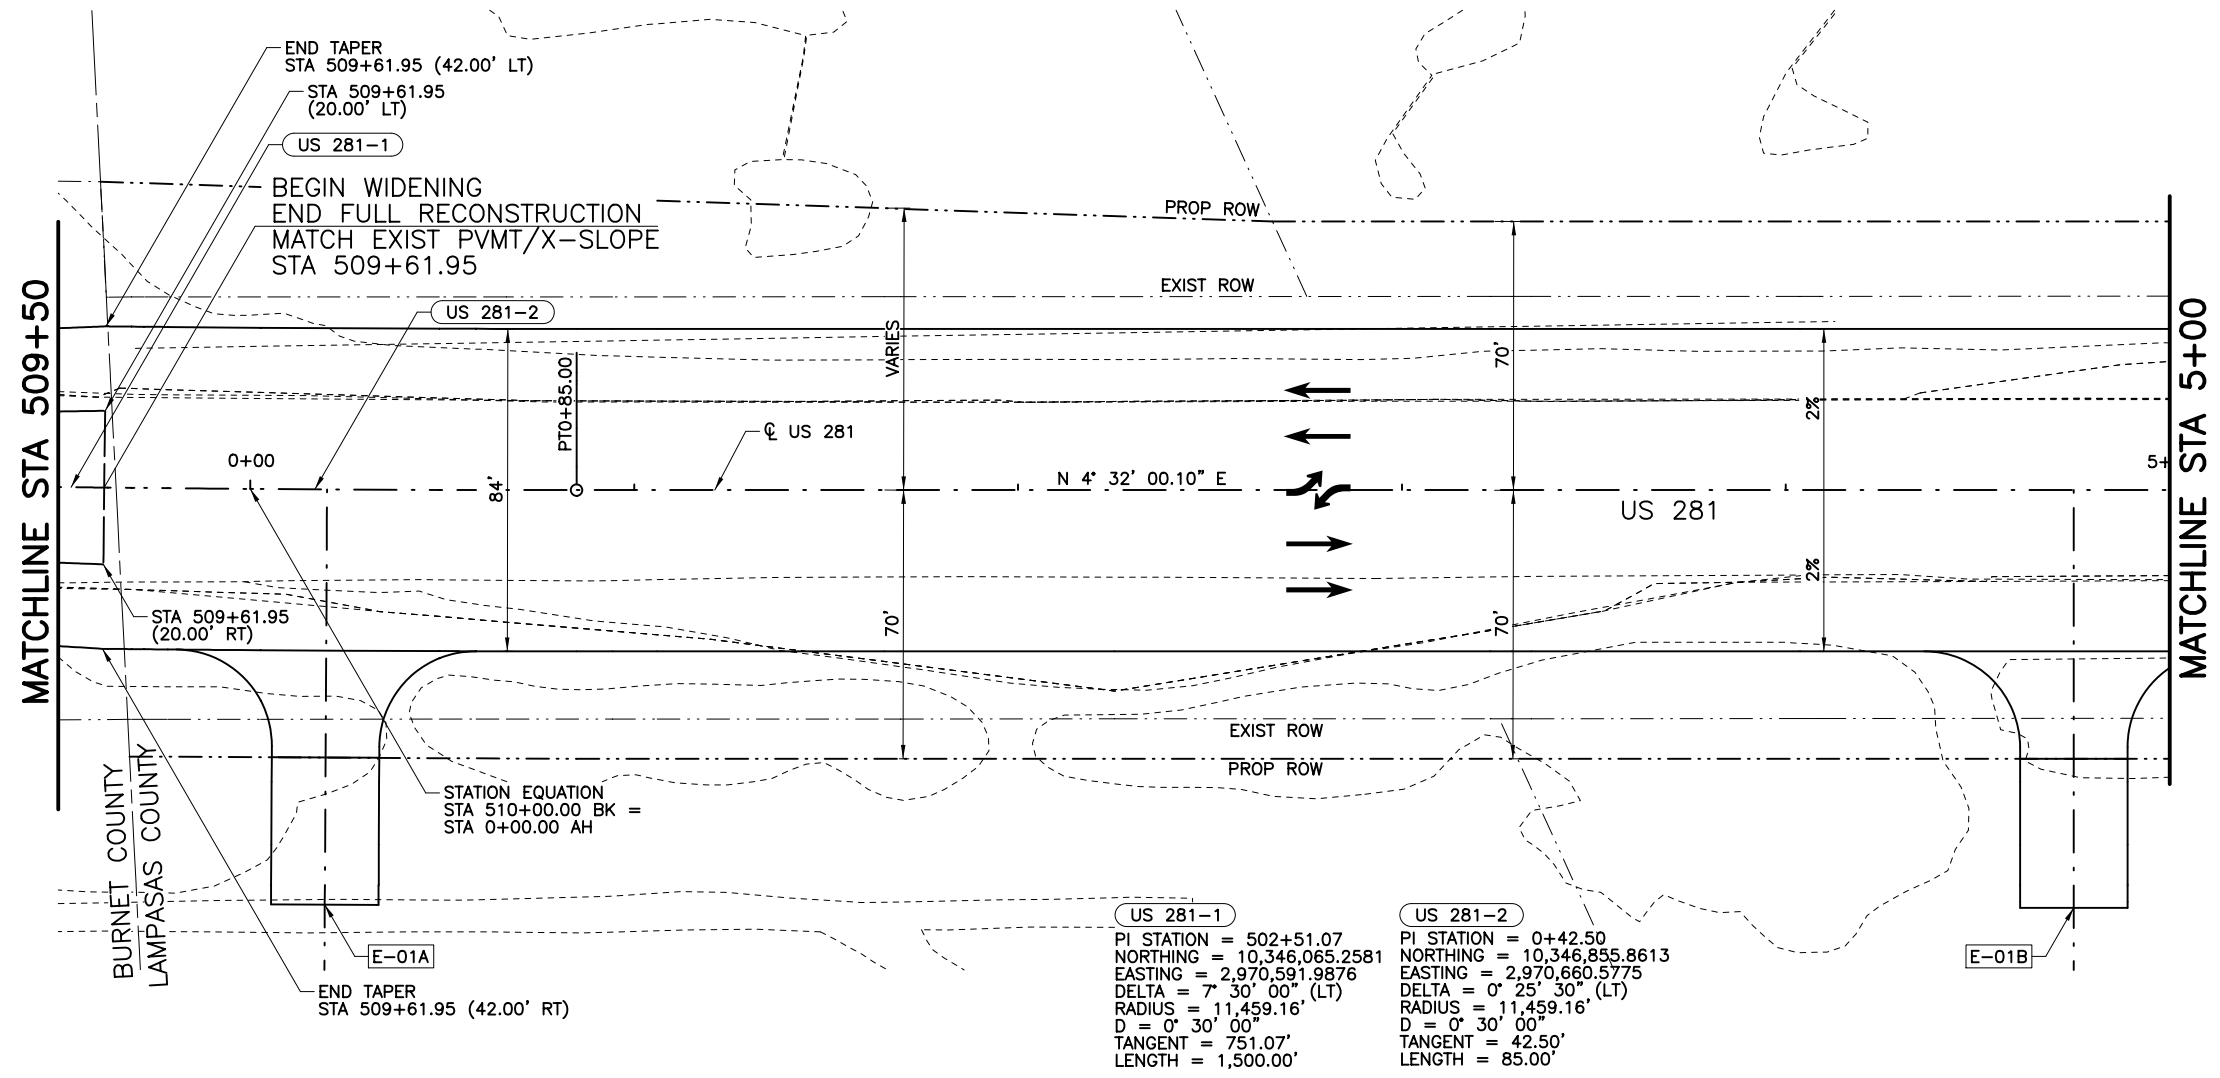 END TAPER
STA 509+61.95 (42.00' LT)
STA 509+61.95
(20.00' LT)
US 281-1
BEGIN WIDENING
END FULL RECONSTRUCTION
MATCH EXIST PVMT/X-SLOPE
STA 509+61.95
PROP ROW
EXIST ROW
US 281-2
MATCHLINE STA 509+50
MATCHLINE STA 5+00
VARIES
70'
PT0+85.00
2%
℄ US 281
0+00
84'
N 4° 32' 00.10" E
5+
US 281
2%
STA 509+61.95
(20.00' RT)
70'
70'
EXIST ROW
PROP ROW
BURNET COUNTY
LAMPASAS COUNTY
STATION EQUATION
STA 510+00.00 BK =
STA 0+00.00 AH
E-01A
END TAPER
STA 509+61.95 (42.00' RT)
US 281-1
PI STATION = 502+51.07
NORTHING = 10,346,065.2581
EASTING = 2,970,591.9876
DELTA = 7° 30' 00" (LT)
RADIUS = 11,459.16'
D = 0° 30' 00"
TANGENT = 751.07'
LENGTH = 1,500.00'
US 281-2
PI STATION = 0+42.50
NORTHING = 10,346,855.8613
EASTING = 2,970,660.5775
DELTA = 0° 25' 30" (LT)
RADIUS = 11,459.16'
D = 0° 30' 00"
TANGENT = 42.50'
LENGTH = 85.00'
E-01B